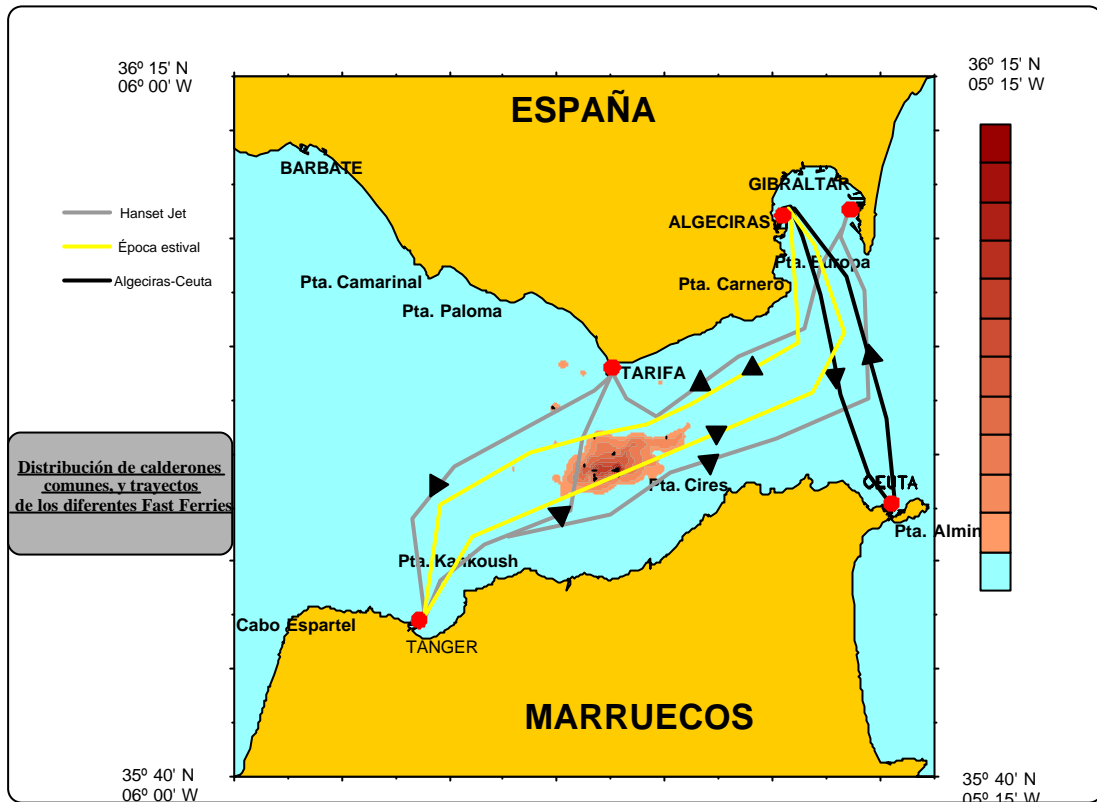 36º 15' N
06º 00' W
36º 15' N
05º 15' W
ESPAÑA
BARBATE
GIBRALTAR
Hanset Jet
ALGECIRAS
Época estival
Pta. Europa
Algeciras-Ceuta
Pta. Camarinal
Pta. Carnero
Pta. Paloma
TARIFA
Distribución de calderones
comunes, y trayectos
de los diferentes Fast Ferries
Pta. Cires
CEUTA
Pta. Almin
Pta. Kankoush
Cabo Espartel
TANGER
MARRUECOS
35º 40' N
06º 00' W
35º 40' N
05º 15' W